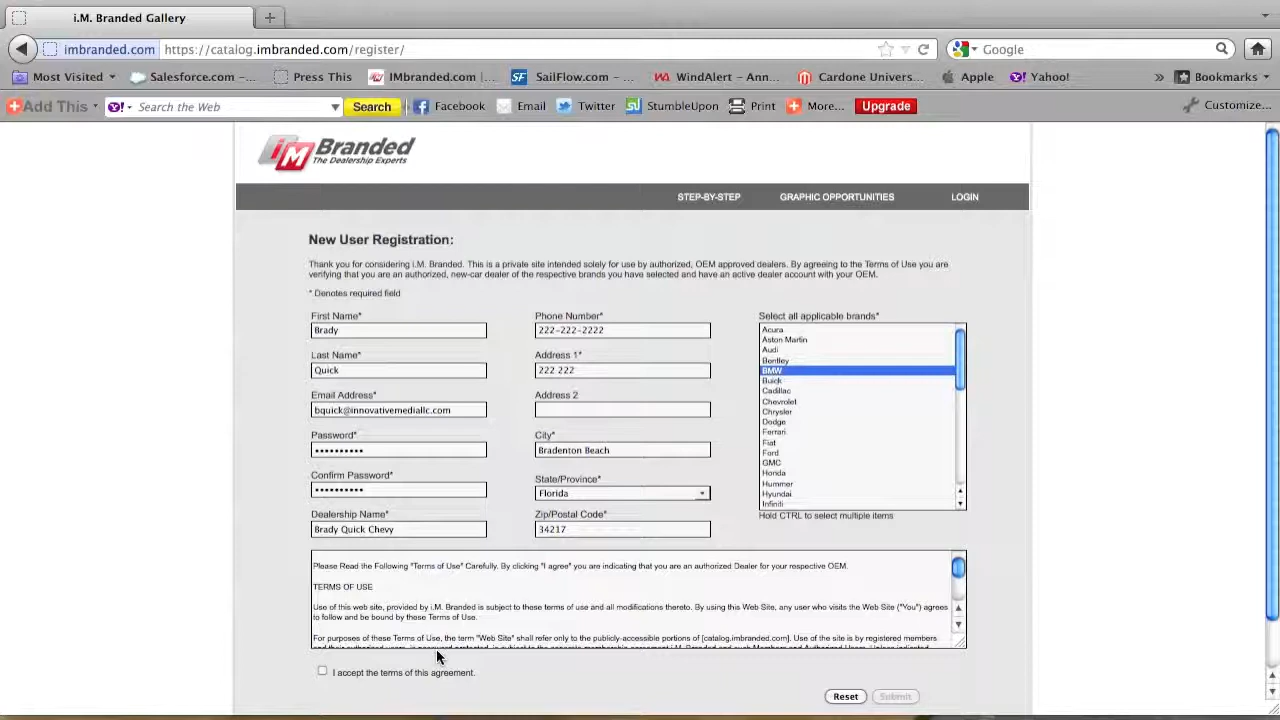 i.M. Branded Gallery
imbranded.com https://catalog.imbranded.com/register/ Google
Most Visited Salesforce.com –... Press This IMbranded.com |... SailFlow.com – ... WindAlert – Ann... Cardone Univers... Apple Yahoo! » Bookmarks
Add This Search the Web Search Facebook Email Twitter StumbleUpon Print More... Upgrade Customize...
iM Branded
The Dealership Experts
STEP-BY-STEP GRAPHIC OPPORTUNITIES LOGIN
New User Registration:
Thank you for considering i.M. Branded. This is a private site intended solely for use by authorized, OEM approved dealers. By agreeing to the Terms of Use you are
verifying that you are an authorized, new-car dealer of the respective brands you have selected and have an active dealer account with your OEM.
* Denotes required field
First Name*
Brady
Last Name*
Quick
Email Address*
bquick@innovativemediallc.com
Password*
••••••••••
Confirm Password*
••••••••••
Dealership Name*
Brady Quick Chevy
Phone Number*
222-222-2222
Address 1*
222 222
Address 2
City*
Bradenton Beach
State/Province*
Florida
Zip/Postal Code*
34217
Select all applicable brands*
Acura
Aston Martin
Audi
Bentley
BMW
Buick
Cadillac
Chevrolet
Chrysler
Dodge
Ferrari
Fiat
Ford
GMC
Honda
Hummer
Hyundai
Infiniti
Hold CTRL to select multiple items
Please Read the Following "Terms of Use" Carefully. By clicking "I agree" you are indicating that you are an authorized Dealer for your respective OEM.
TERMS OF USE
Use of this web site, provided by i.M. Branded is subject to these terms of use and all modifications thereto. By using this Web Site, any user who visits the Web Site ("You") agrees
to follow and be bound by these Terms of Use.
For purposes of these Terms of Use, the term "Web Site" shall refer only to the publicly-accessible portions of [catalog.imbranded.com]. Use of the site is by registered members
I accept the terms of this agreement.
Reset Submit